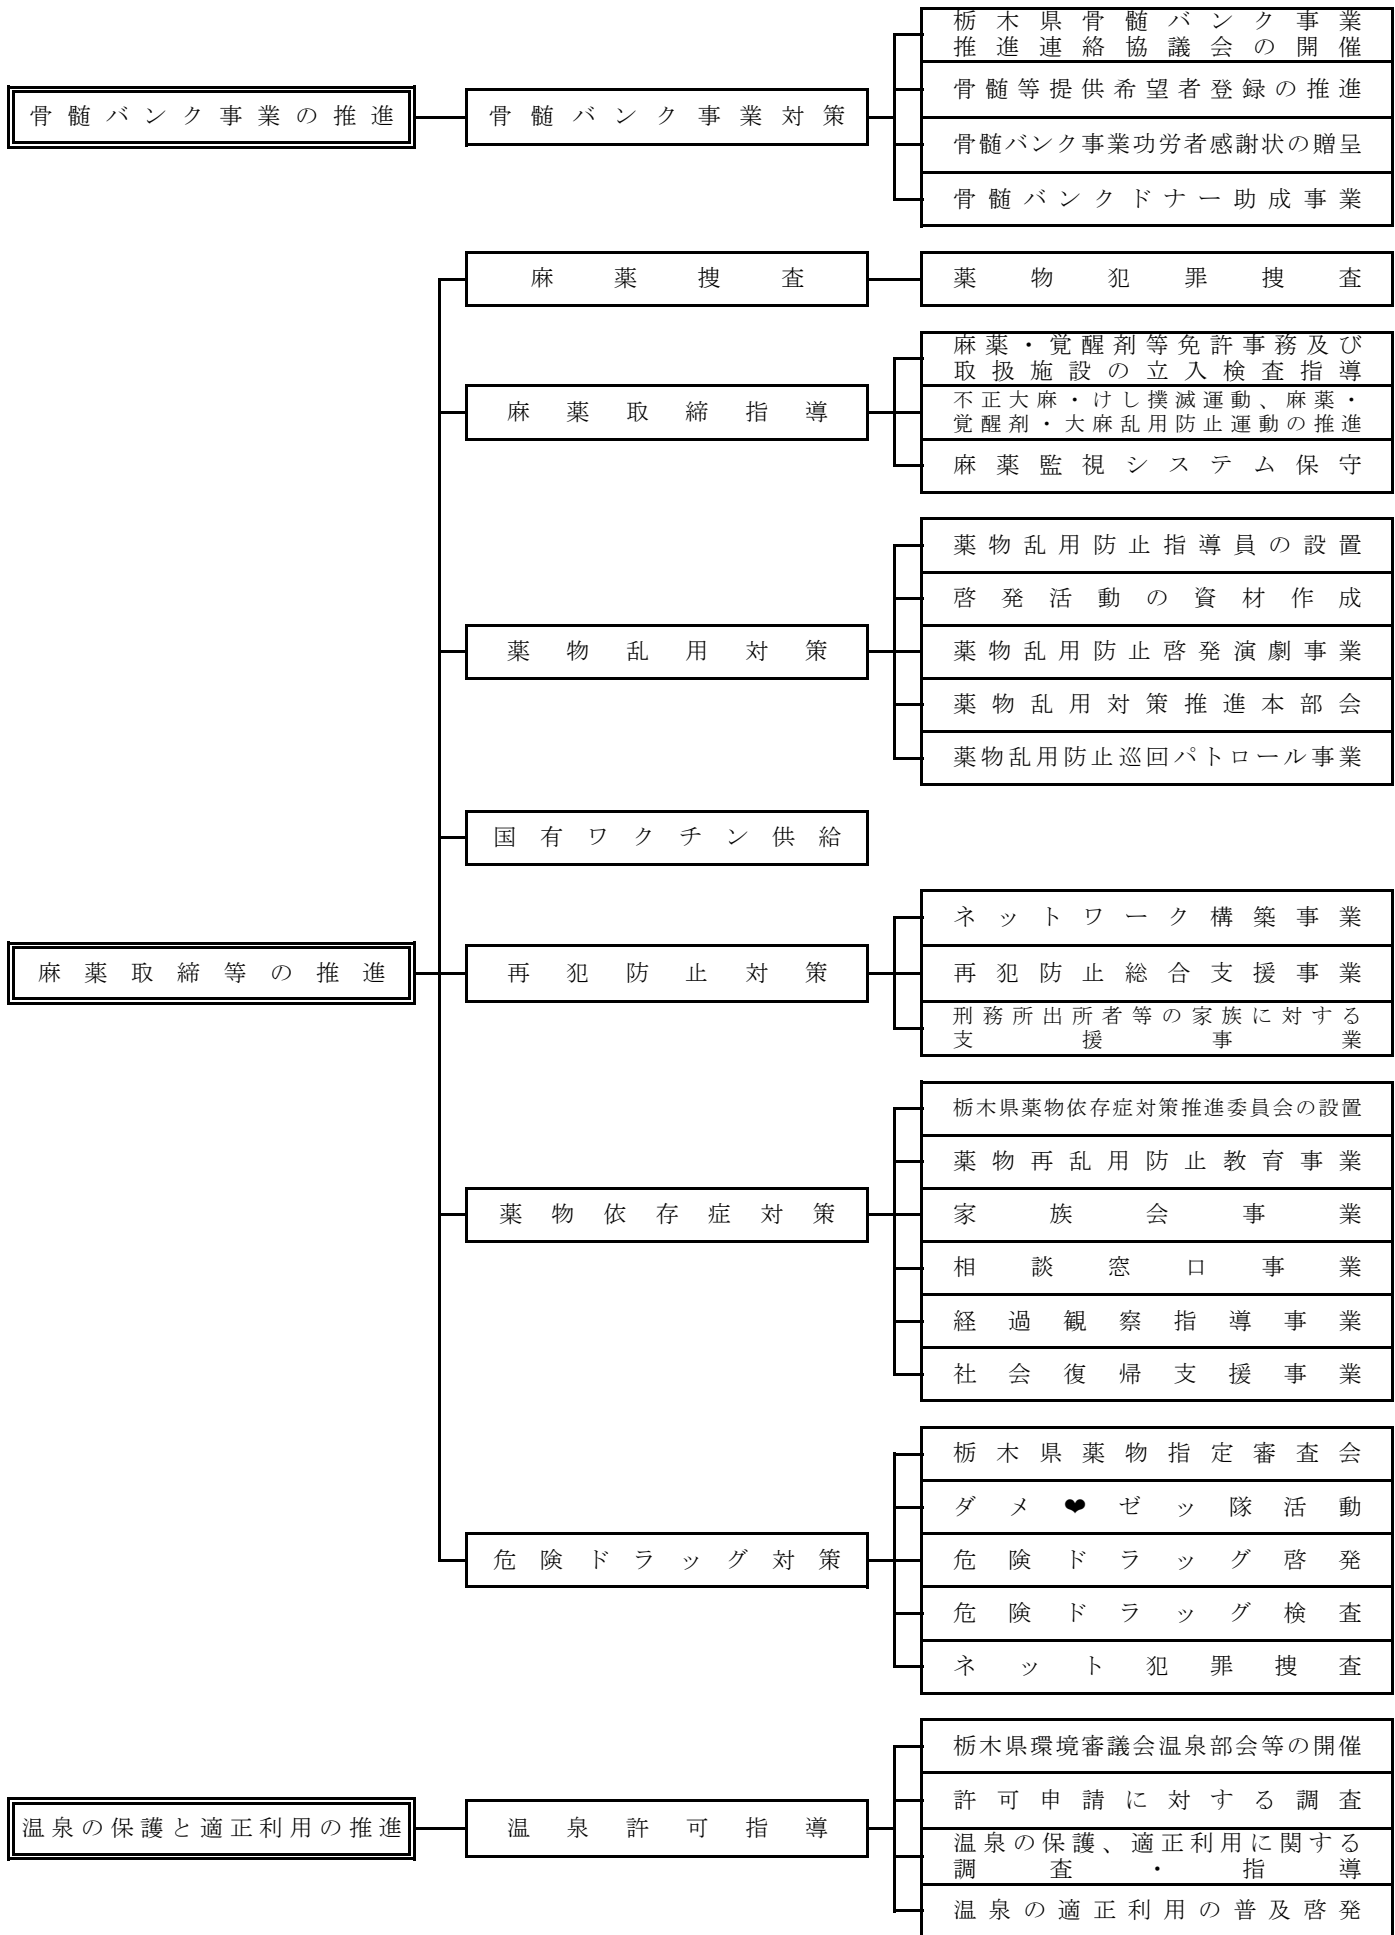 骨髄バンク事業の推進
骨髄バンク事業対策
栃木県骨髄バンク事業
推進連絡協議会の開催
骨髄等提供希望者登録の推進
骨髄バンク事業功労者感謝状の贈呈
骨髄バンクドナー助成事業
麻薬取締等の推進
麻薬捜査
薬物犯罪捜査
麻薬取締指導
麻薬・覚醒剤等免許事務及び
取扱施設の立入検査指導
不正大麻・けし撲滅運動、麻薬・
覚醒剤・大麻乱用防止運動の推進
麻薬監視システム保守
薬物乱用対策
薬物乱用防止指導員の設置
啓発活動の資材作成
薬物乱用防止啓発演劇事業
薬物乱用対策推進本部会
薬物乱用防止巡回パトロール事業
国有ワクチン供給
再犯防止対策
ネットワーク構築事業
再犯防止総合支援事業
刑務所出所者等の家族に対する
支援事業
薬物依存症対策
栃木県薬物依存症対策推進委員会の設置
薬物再乱用防止教育事業
家族会事業
相談窓口事業
経過観察指導事業
社会復帰支援事業
危険ドラッグ対策
栃木県薬物指定審査会
ダメ❤ゼッ隊活動
危険ドラッグ啓発
危険ドラッグ検査
ネット犯罪捜査
温泉の保護と適正利用の推進
温泉許可指導
栃木県環境審議会温泉部会等の開催
許可申請に対する調査
温泉の保護、適正利用に関する
調査・指導
温泉の適正利用の普及啓発